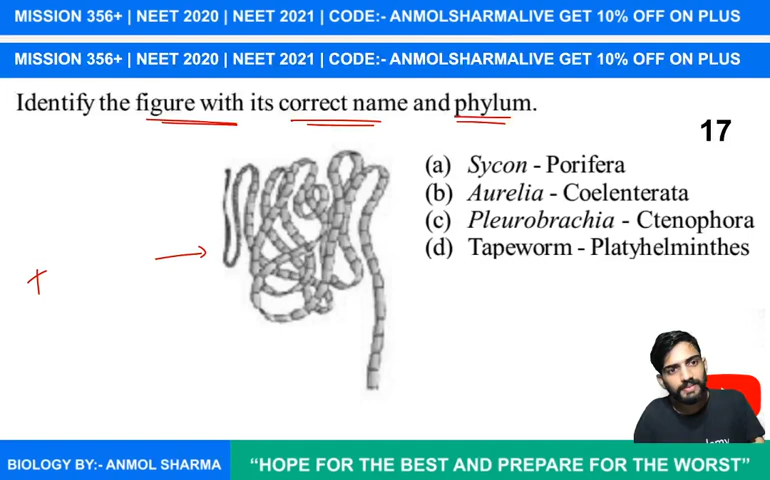 MISSION 356+ | NEET 2020 | NEET 2021 | CODE:- ANMOLSHARMALIVE GET 10% OFF ON PLUS
MISSION 356+ | NEET 2020 | NEET 2021 | CODE:- ANMOLSHARMALIVE GET 10% OFF ON PLUS
Identify the figure with its correct name and phylum.
17
(a) Sycon - Porifera
(b) Aurelia - Coelenterata
(c) Pleurobrachia - Ctenophora
(d) Tapeworm - Platyhelminthes
BIOLOGY BY:- ANMOL SHARMA
“HOPE FOR THE BEST AND PREPARE FOR THE WORST”